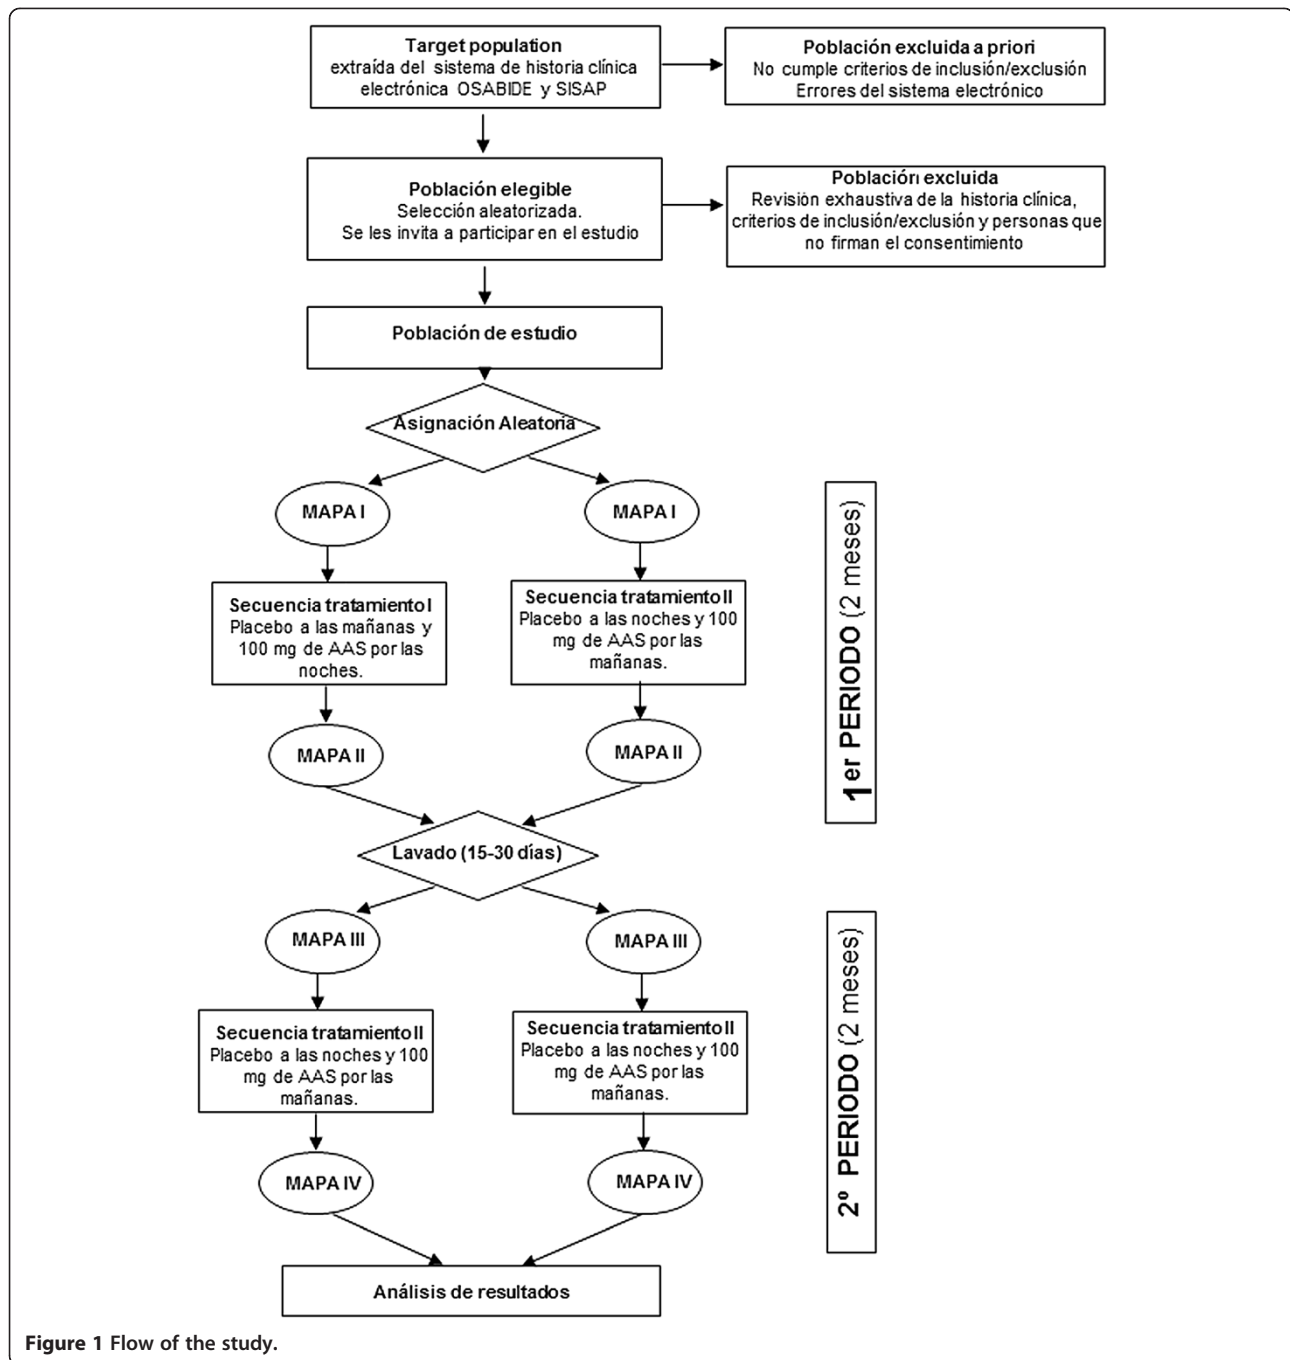 Target population
extraída del sistema de historia clínica
electrónica OSABIDE y SISAP
Población excluida a priori
No cumple criterios de inclusión/exclusión
Errores del sistema electrónico
Población elegible
Selección aleatorizada.
Se les invita a participar en el estudio
Población excluida
Revisión exhaustiva de la historia clínica,
criterios de inclusión/exclusión y personas que
no firman el consentimiento
Población de estudio
Asignación Aleatoria
MAPA I
MAPA I
Secuencia tratamiento I
Placebo a las mañanas y
100 mg de AAS por las
noches.
Secuencia tratamiento II
Placebo a las noches y 100
mg de AAS por las
mañanas.
MAPA II
MAPA II
1er PERIODO (2 meses)
Lavado (15-30 días)
MAPA III
MAPA III
Secuencia tratamiento II
Placebo a las noches y 100
mg de AAS por las
mañanas.
Secuencia tratamiento II
Placebo a las noches y 100
mg de AAS por las
mañanas.
MAPA IV
MAPA IV
2º PERIODO (2 meses)
Análisis de resultados
Figure 1 Flow of the study.